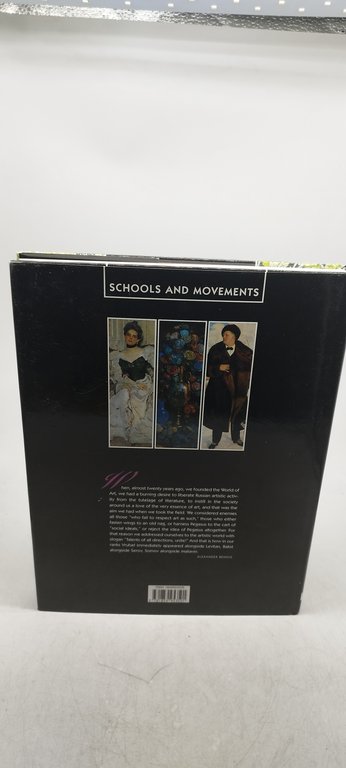 SCHOOLS AND MOVEMENTS
When, almost twenty years ago, we founded the World of
Art, we had a burning desire to liberate Russian artistic activ-
ity from the tutelage of literature, to instill in the society
around us a love of the very essence of art, and that was the
aim we had when we took the field. We considered enemies
all those "who fail to respect art as such," those who either
fasten wings to an old nag, or harness Pegasus to the cart of
"social ideals," or reject the idea of Pegasus altogether. For
that reason we addressed ourselves to the artistic world with
slogan "Talents of all directions, unite!" And that is how in our
ranks Vrubel immediately appeared alongside Levitan, Bakst
alongside Serov, Somov alongside Maliavin.
ALEXANDER BENOIS